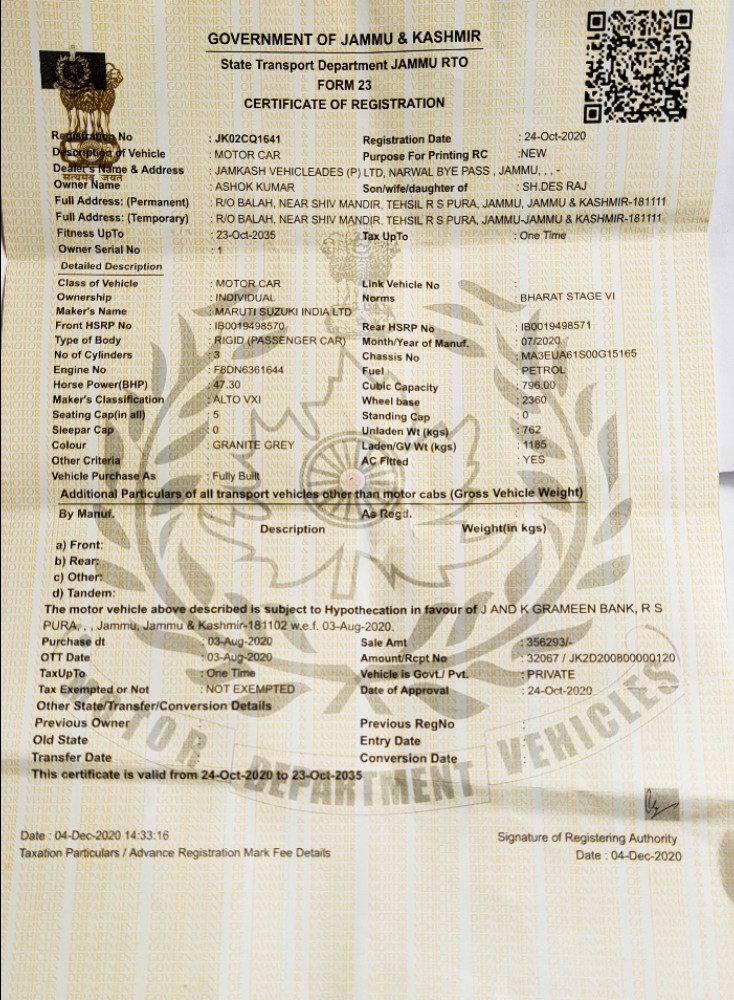 GOVERNMENT OF JAMMU & KASHMIR
State Transport Department JAMMU RTO
FORM 23
CERTIFICATE OF REGISTRATION
सत्यमेव जयते
Registration No : JK02CQ1641 Registration Date : 24-Oct-2020
Description of Vehicle : MOTOR CAR Purpose For Printing RC :NEW
Dealer's Name & Address : JAMKASH VEHICLEADES (P) LTD, NARWAL BYE PASS , JAMMU, , , -
Owner Name : ASHOK KUMAR Son/wife/daughter of : SH.DES RAJ
Full Address: (Permanent) : R/O BALAH, NEAR SHIV MANDIR, TEHSIL R S PURA, JAMMU, JAMMU & KASHMIR-181111
Full Address: (Temporary) : R/O BALAH, NEAR SHIV MANDIR, TEHSIL R S PURA, JAMMU-JAMMU & KASHMIR-181111
Fitness UpTo : 23-Oct-2035 Tax UpTo : One Time
Owner Serial No : 1
Detailed Description
Class of Vehicle : MOTOR CAR Link Vehicle No :
Ownership : INDIVIDUAL Norms : BHARAT STAGE VI
Maker's Name : MARUTI SUZUKI INDIA LTD
Front HSRP No : IB0019498570 Rear HSRP No : IB0019498571
Type of Body : RIGID (PASSENGER CAR) Month/Year of Manuf. : 07/2020
No of Cylinders : 3 Chassis No : MA3EUA61S00G15165
Engine No : F8DN6361644 Fuel : PETROL
Horse Power(BHP) : 47.30 Cubic Capacity : 796.00
Maker's Classification : ALTO VXI Wheel base : 2360
Seating Cap(in all) : 5 Standing Cap : 0
Sleepar Cap : 0 Unladen Wt (kgs) : 762
Colour : GRANITE GREY Laden/GV Wt (kgs) : 1185
Other Criteria AC Fitted : YES
Vehicle Purchase As : Fully Built
Additional Particulars of all transport vehicles other than motor cabs (Gross Vehicle Weight)
By Manuf. : As Regd. :
Description Weight(in kgs)
a) Front:
b) Rear:
c) Other:
d) Tandem:
The motor vehicle above described is subject to Hypothecation in favour of J AND K GRAMEEN BANK, R S
PURA, , , Jammu, Jammu & Kashmir-181102 w.e.f. 03-Aug-2020.
Purchase dt : 03-Aug-2020 Sale Amt : 356293/-
OTT Date : 03-Aug-2020 Amount/Rcpt No : 32067 / JK2D200800000120
TaxUpTo : One Time Vehicle is Govt./ Pvt. : PRIVATE
Tax Exempted or Not : NOT EXEMPTED Date of Approval : 24-Oct-2020
Other State/Transfer/Conversion Details
Previous Owner : Previous RegNo :
Old State : Entry Date :
Transfer Date : Conversion Date :
This certificate is valid from 24-Oct-2020 to 23-Oct-2035
MOTOR VEHICLES DEPARTMENT
Date : 04-Dec-2020 14:33:16 Signature of Registering Authority
Taxation Particulars / Advance Registration Mark Fee Details Date : 04-Dec-2020